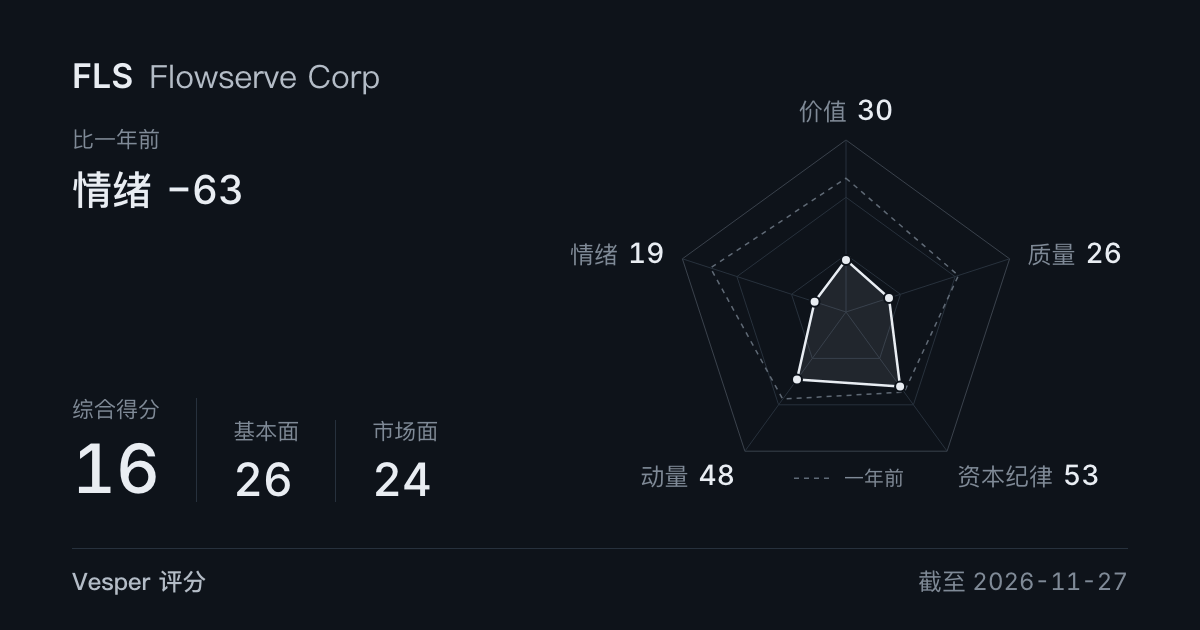 FLS Flowserve Corp
比一年前
情绪 −63
价值 30
情绪 19
质量 26
动量 48
---- 一年前
资本纪律 53
综合得分
16
基本面
26
市场面
24
Vesper 评分
截至 2026-11-27